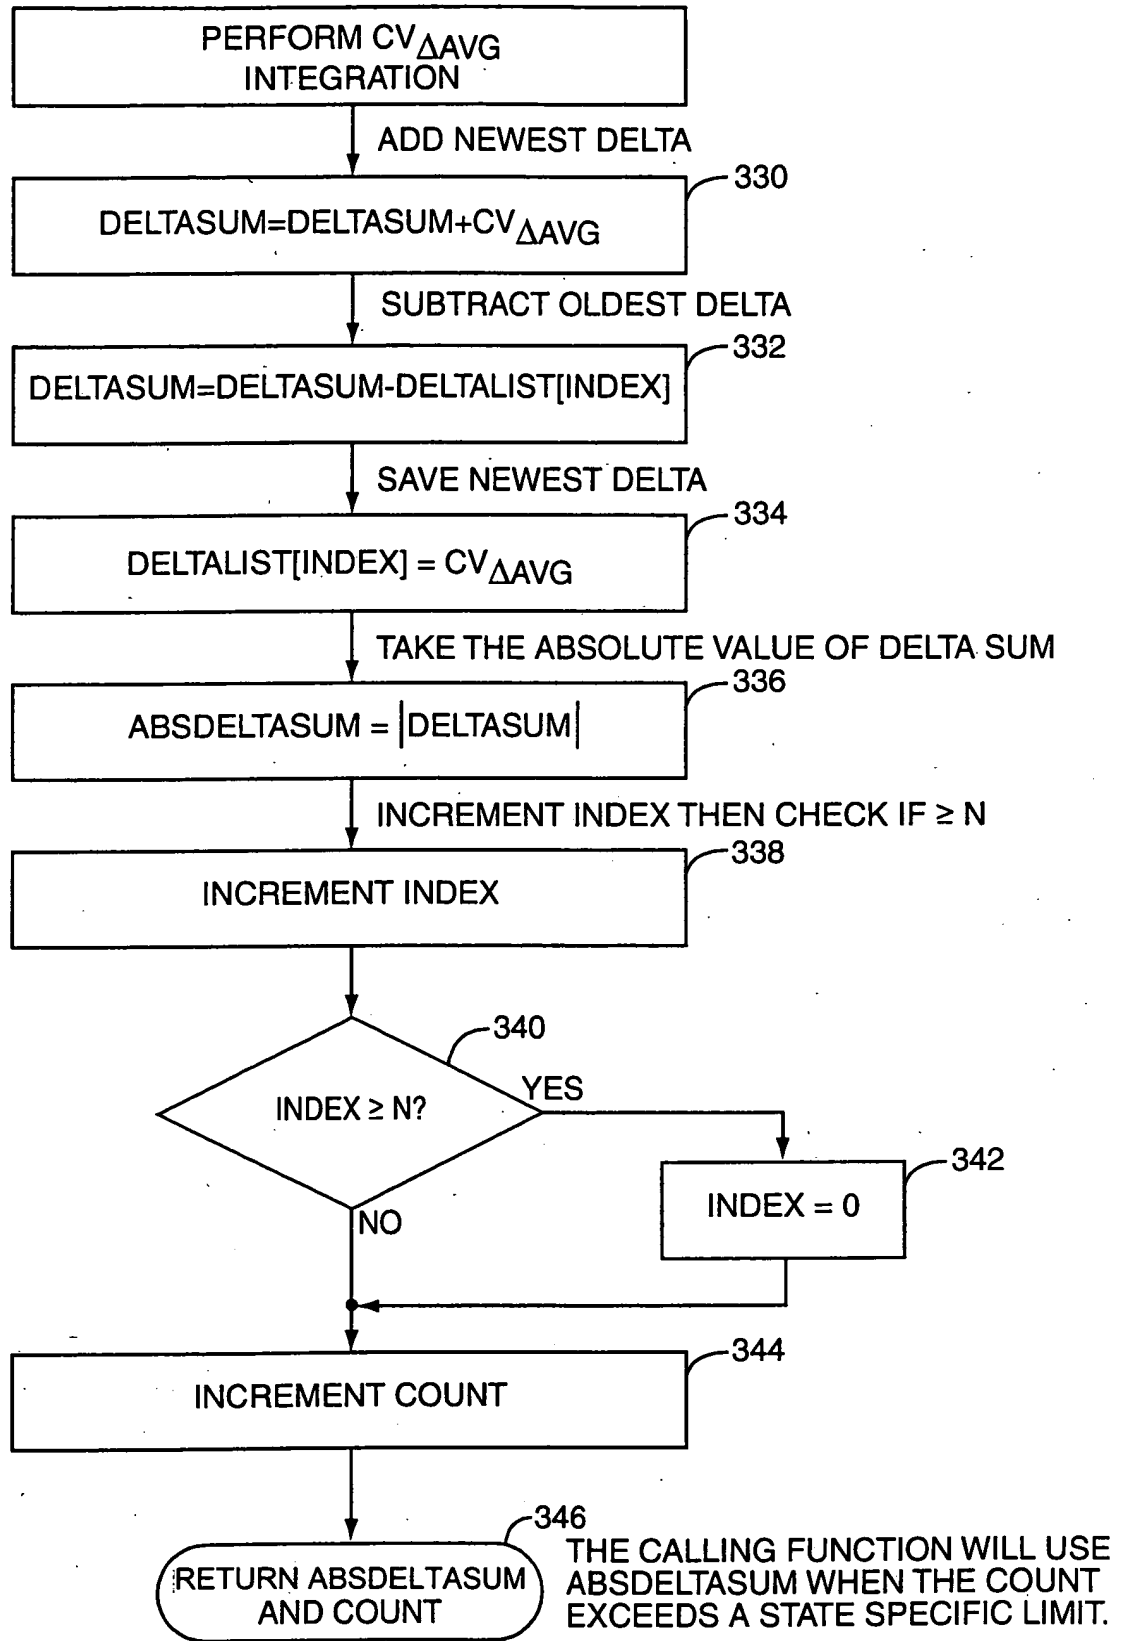 PERFORM CVΔAVG
INTEGRATION
ADD NEWEST DELTA
330
DELTASUM=DELTASUM+CVΔAVG
SUBTRACT OLDEST DELTA
332
DELTASUM=DELTASUM-DELTALIST[INDEX]
SAVE NEWEST DELTA
334
DELTALIST[INDEX] = CVΔAVG
TAKE THE ABSOLUTE VALUE OF DELTA SUM
336
ABSDELTASUM = |DELTASUM|
INCREMENT INDEX THEN CHECK IF ≥ N
338
INCREMENT INDEX
340
INDEX ≥ N?
YES
342
INDEX = 0
NO
344
INCREMENT COUNT
346
RETURN ABSDELTASUM
AND COUNT
THE CALLING FUNCTION WILL USE
ABSDELTASUM WHEN THE COUNT
EXCEEDS A STATE SPECIFIC LIMIT.